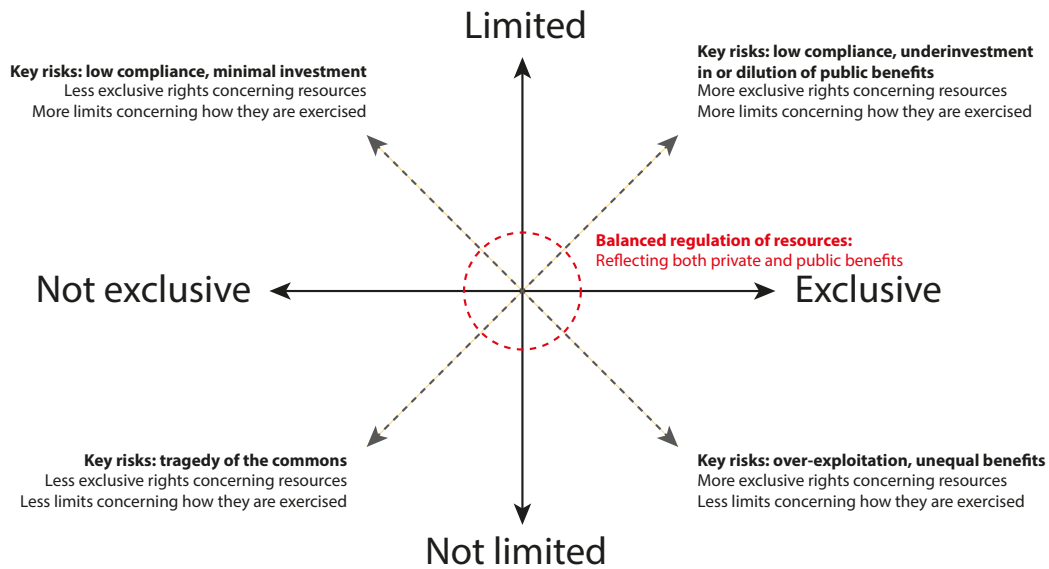 Limited
Key risks: low compliance, minimal investment
Less exclusive rights concerning resources
More limits concerning how they are exercised
Key risks: low compliance, underinvestment
in or dilution of public benefits
More exclusive rights concerning resources
More limits concerning how they are exercised
Balanced regulation of resources:
Reflecting both private and public benefits
Not exclusive
Exclusive
Key risks: tragedy of the commons
Less exclusive rights concerning resources
Less limits concerning how they are exercised
Key risks: over-exploitation, unequal benefits
More exclusive rights concerning resources
Less limits concerning how they are exercised
Not limited